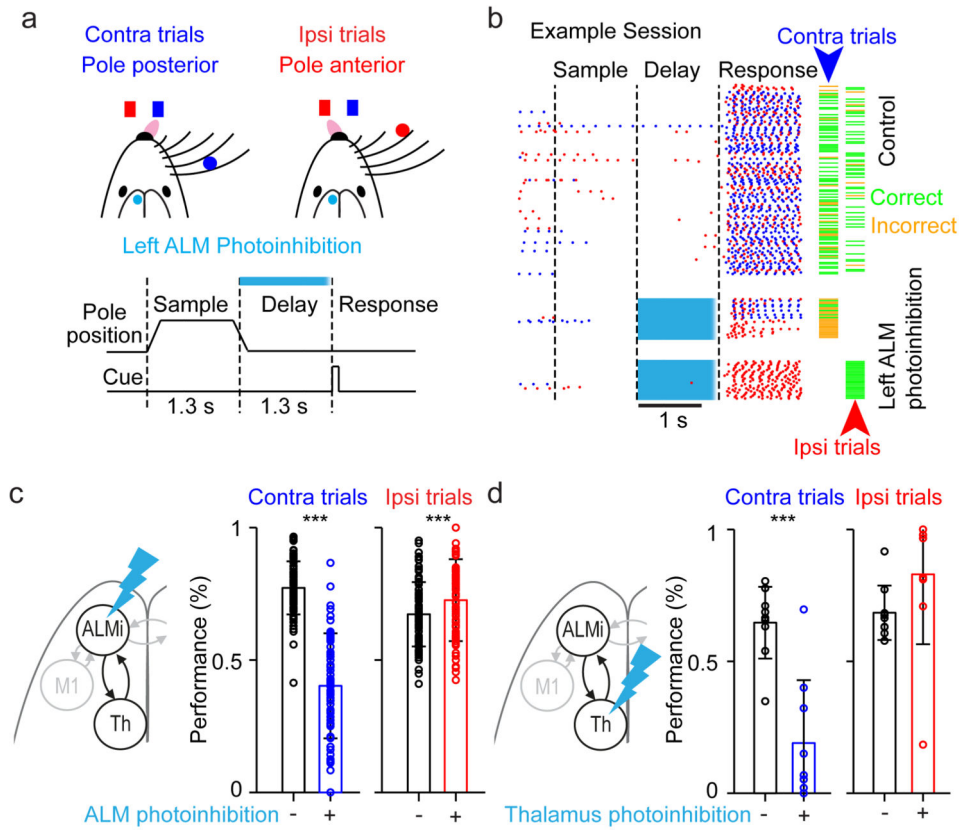 a
Contra trials
Pole posterior
Ipsi trials
Pole anterior
Left ALM Photoinhibition
Sample
Delay
Response
Pole
position
Cue
1.3 s
1.3 s
b
Example Session
Contra trials
Sample
Delay
Response
Control
Correct
Incorrect
Left ALM
photoinhibition
1 s
Ipsi trials
c
Contra trials
Ipsi trials
***
***
Performance (%)
1
0.5
0
ALMi
M1
Th
ALM photoinhibition
-
+
-
+
d
Contra trials
Ipsi trials
***
Performance (%)
1
0.5
0
ALMi
M1
Th
Thalamus photoinhibition
-
+
-
+